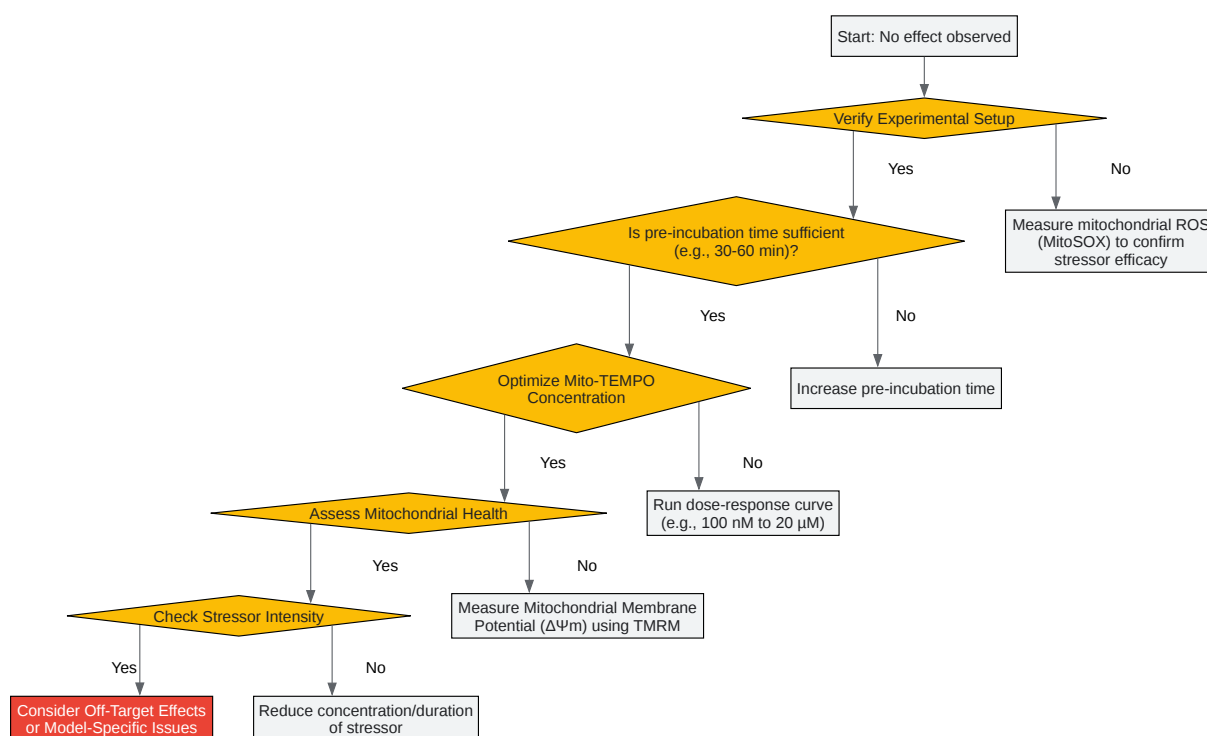 Start: No effect observed
Verify Experimental Setup
Yes
No
Measure mitochondrial ROS
(MitoSOX) to confirm
stressor efficacy
Is pre-incubation time sufficient
(e.g., 30-60 min)?
Yes
No
Increase pre-incubation time
Optimize Mito-TEMPO
Concentration
Yes
No
Run dose-response curve
(e.g., 100 nM to 20 µM)
Assess Mitochondrial Health
Yes
No
Measure Mitochondrial Membrane
Potential (ΔΨm) using TMRM
Check Stressor Intensity
Yes
No
Consider Off-Target Effects
or Model-Specific Issues
Reduce concentration/duration
of stressor